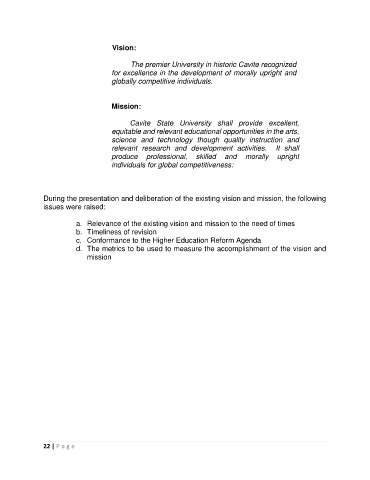 Vision:
The premier University in historic Cavite recognized
for excellence in the development of morally upright and
globally competitive individuals.
Mission:
Cavite State University shall provide excellent,
equitable and relevant educational opportunities in the arts,
science and technology though quality instruction and
relevant research and development activities. It shall
produce professional, skilled and morally upright
individuals for global competitiveness:
During the presentation and deliberation of the existing vision and mission, the following
issues were raised:
a. Relevance of the existing vision and mission to the need of times
b. Timeliness of revision
c. Conformance to the Higher Education Reform Agenda
d. The metrics to be used to measure the accomplishment of the vision and
mission
22 | Page